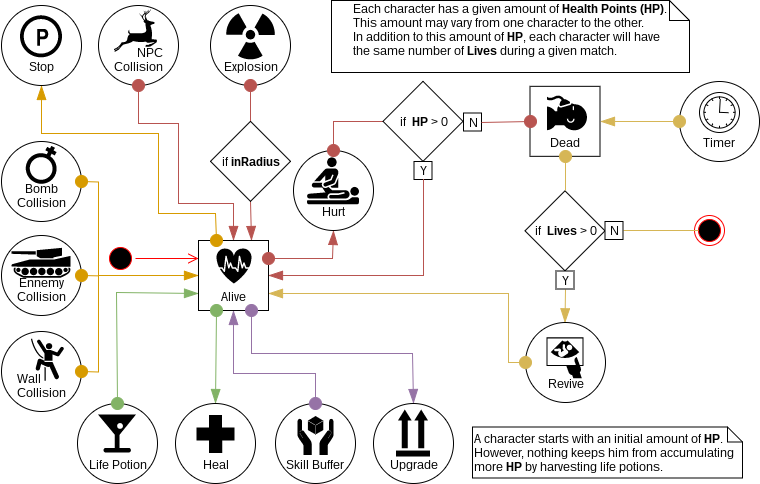 Each character has a given amount of Health Points (HP).
This amount may vary from one character to the other.
In addition to this amount of HP, each character will have
the same number of Lives during a given match.
P
Stop
NPC
Collision
Explosion
if HP > 0
N
Y
Dead
Timer
if inRadius
Bomb
Collision
Hurt
if Lives > 0
N
Y
Ennemy
Collision
Alive
Wall
Collision
Revive
Life Potion
Heal
Skill Buffer
Upgrade
A character starts with an initial amount of HP.
However, nothing keeps him from accumulating
more HP by harvesting life potions.